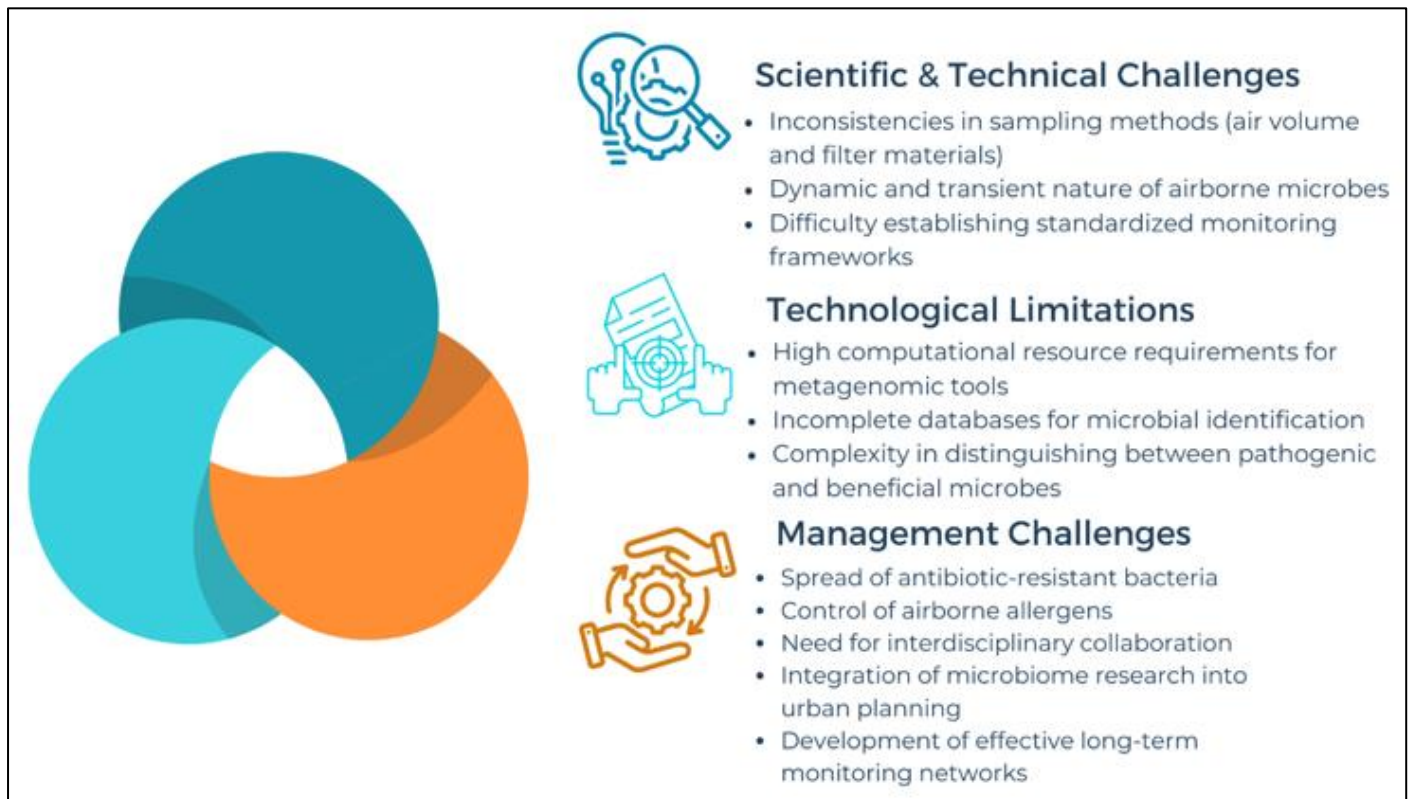 Scientific & Technical Challenges
• Inconsistencies in sampling methods (air volume
and filter materials)
• Dynamic and transient nature of airborne microbes
• Difficulty establishing standardized monitoring
frameworks
Technological Limitations
• High computational resource requirements for
metagenomic tools
• Incomplete databases for microbial identification
• Complexity in distinguishing between pathogenic
and beneficial microbes
Management Challenges
• Spread of antibiotic-resistant bacteria
• Control of airborne allergens
• Need for interdisciplinary collaboration
• Integration of microbiome research into
urban planning
• Development of effective long-term
monitoring networks